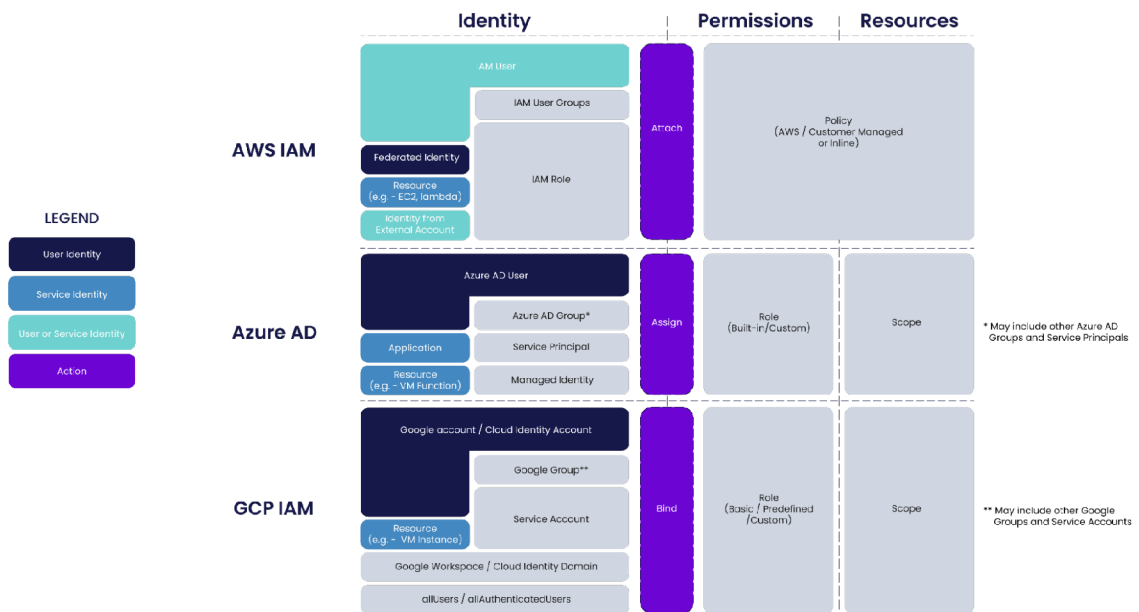 Identity
Permissions
Resources
AWS IAM
AM User
IAM User Groups
Federated Identity
IAM Role
Resource
(e.g. - EC2, lambda)
Identity from
External Account
Attach
Policy
(AWS / Customer Managed
or Inline)
LEGEND
User Identity
Service Identity
User or Service Identity
Action
Azure AD
Azure AD User
Azure AD Group*
Application
Service Principal
Resource
(e.g. - VM Function)
Managed Identity
Assign
Role
(Built-in/Custom)
Scope
* May include other Azure AD
Groups and Service Principals
GCP IAM
Google account / Cloud Identity Account
Google Group**
Service Account
Resource
(e.g. - VM Instance)
Google Workspace / Cloud Identity Domain
allUsers / allAuthenticatedUsers
Bind
Role
(Basic / Predefined
/Custom)
Scope
** May include other Google
Groups and Service Accounts